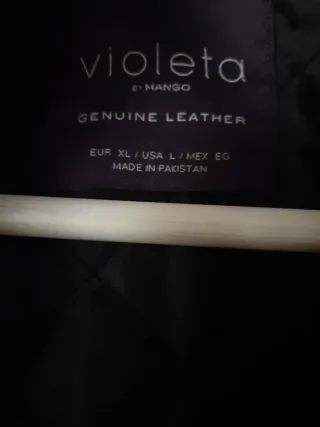 violeta
BY MANGO
GENUINE LEATHER
EUR XL / USA L / MEX EG
MADE IN PAKISTAN